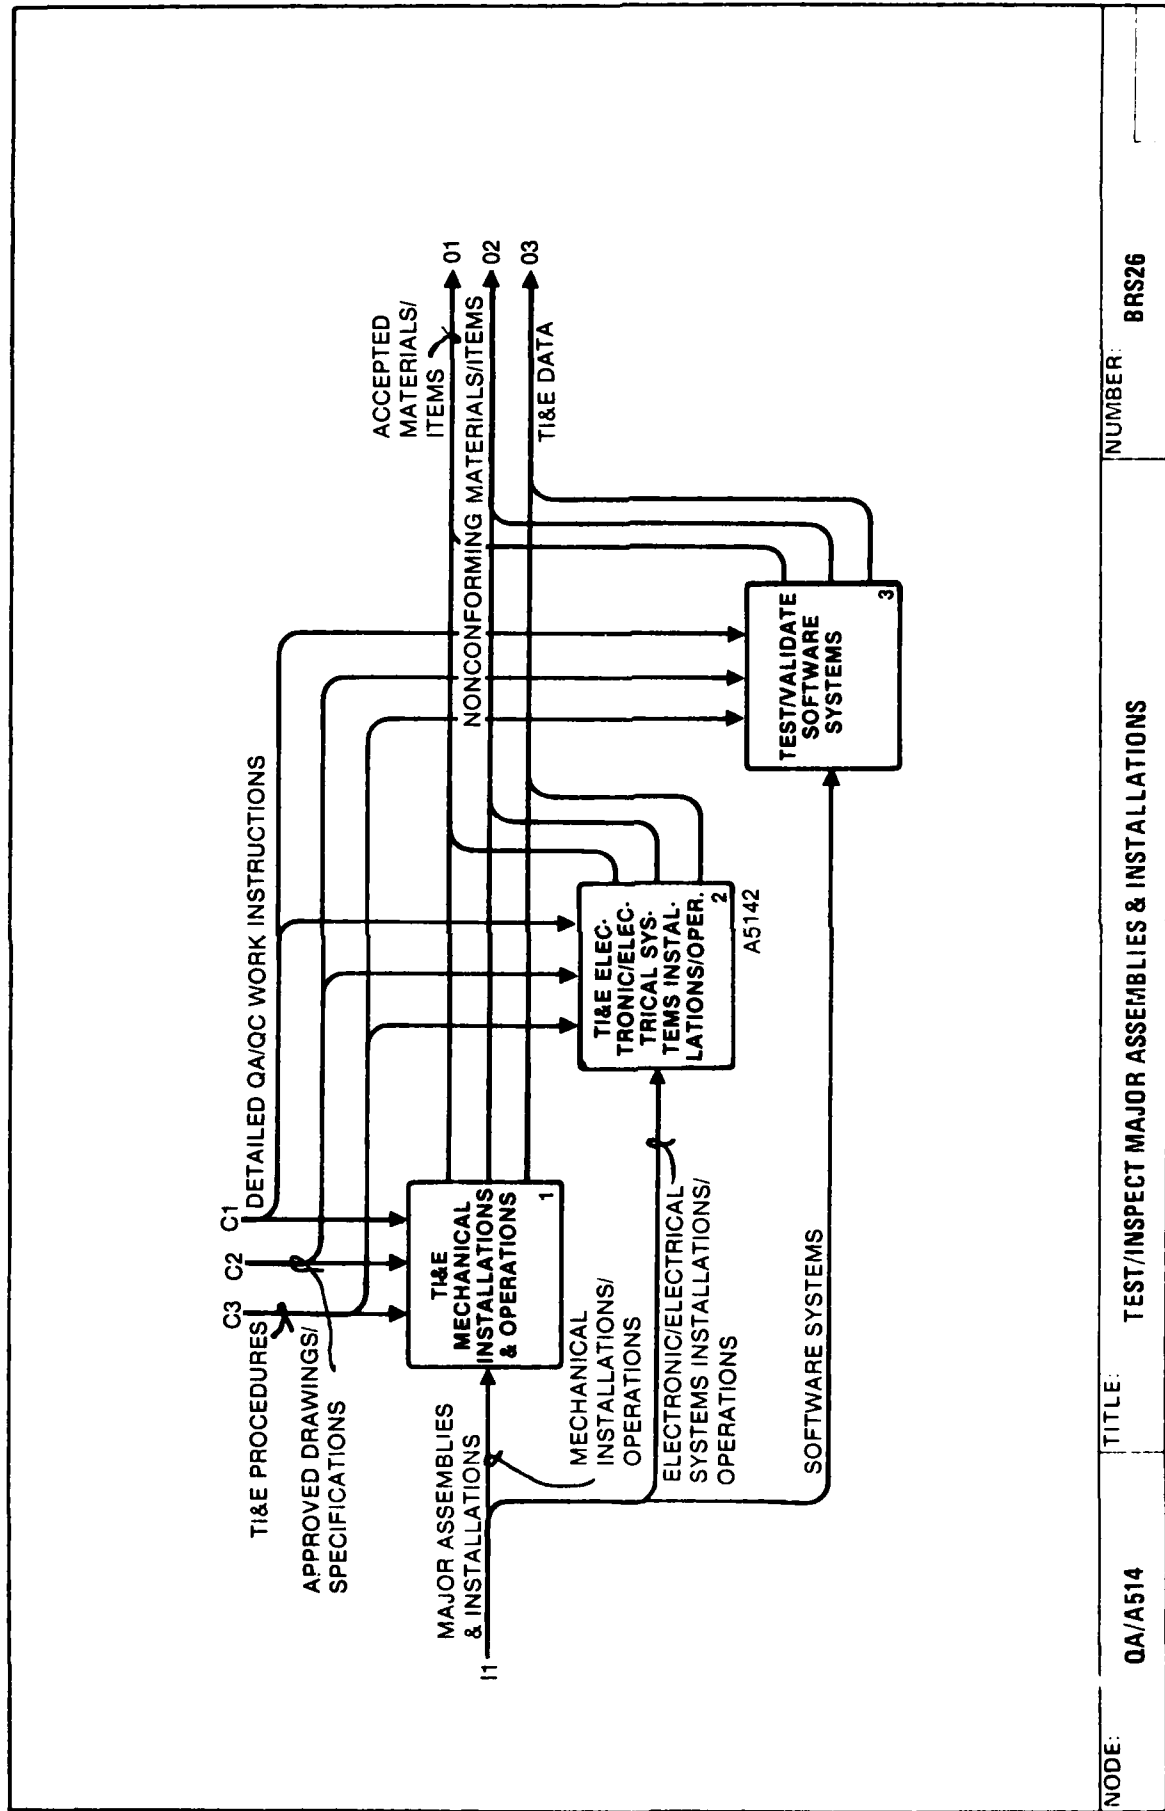 C3
C2
C1
DETAILED QA/QC WORK INSTRUCTIONS
TI&E PROCEDURES
APPROVED DRAWINGS/
SPECIFICATIONS
ACCEPTED
MATERIALS/
ITEMS
01
NONCONFORMING MATERIALS/ITEMS
02
TI&E DATA
03
I1
MAJOR ASSEMBLIES
& INSTALLATIONS
TI&E
MECHANICAL
INSTALLATIONS
& OPERATIONS
1
MECHANICAL
INSTALLATIONS/
OPERATIONS
TI&E ELEC-
TRONIC/ELEC-
TRICAL SYS-
TEMS INSTAL-
LATIONS/OPER.
2
A5142
ELECTRONIC/ELECTRICAL
SYSTEMS INSTALLATIONS/
OPERATIONS
TEST/VALIDATE
SOFTWARE
SYSTEMS
3
SOFTWARE SYSTEMS
NODE:
QA/A514
TITLE:
TEST/INSPECT MAJOR ASSEMBLIES & INSTALLATIONS
NUMBER:
BRS26